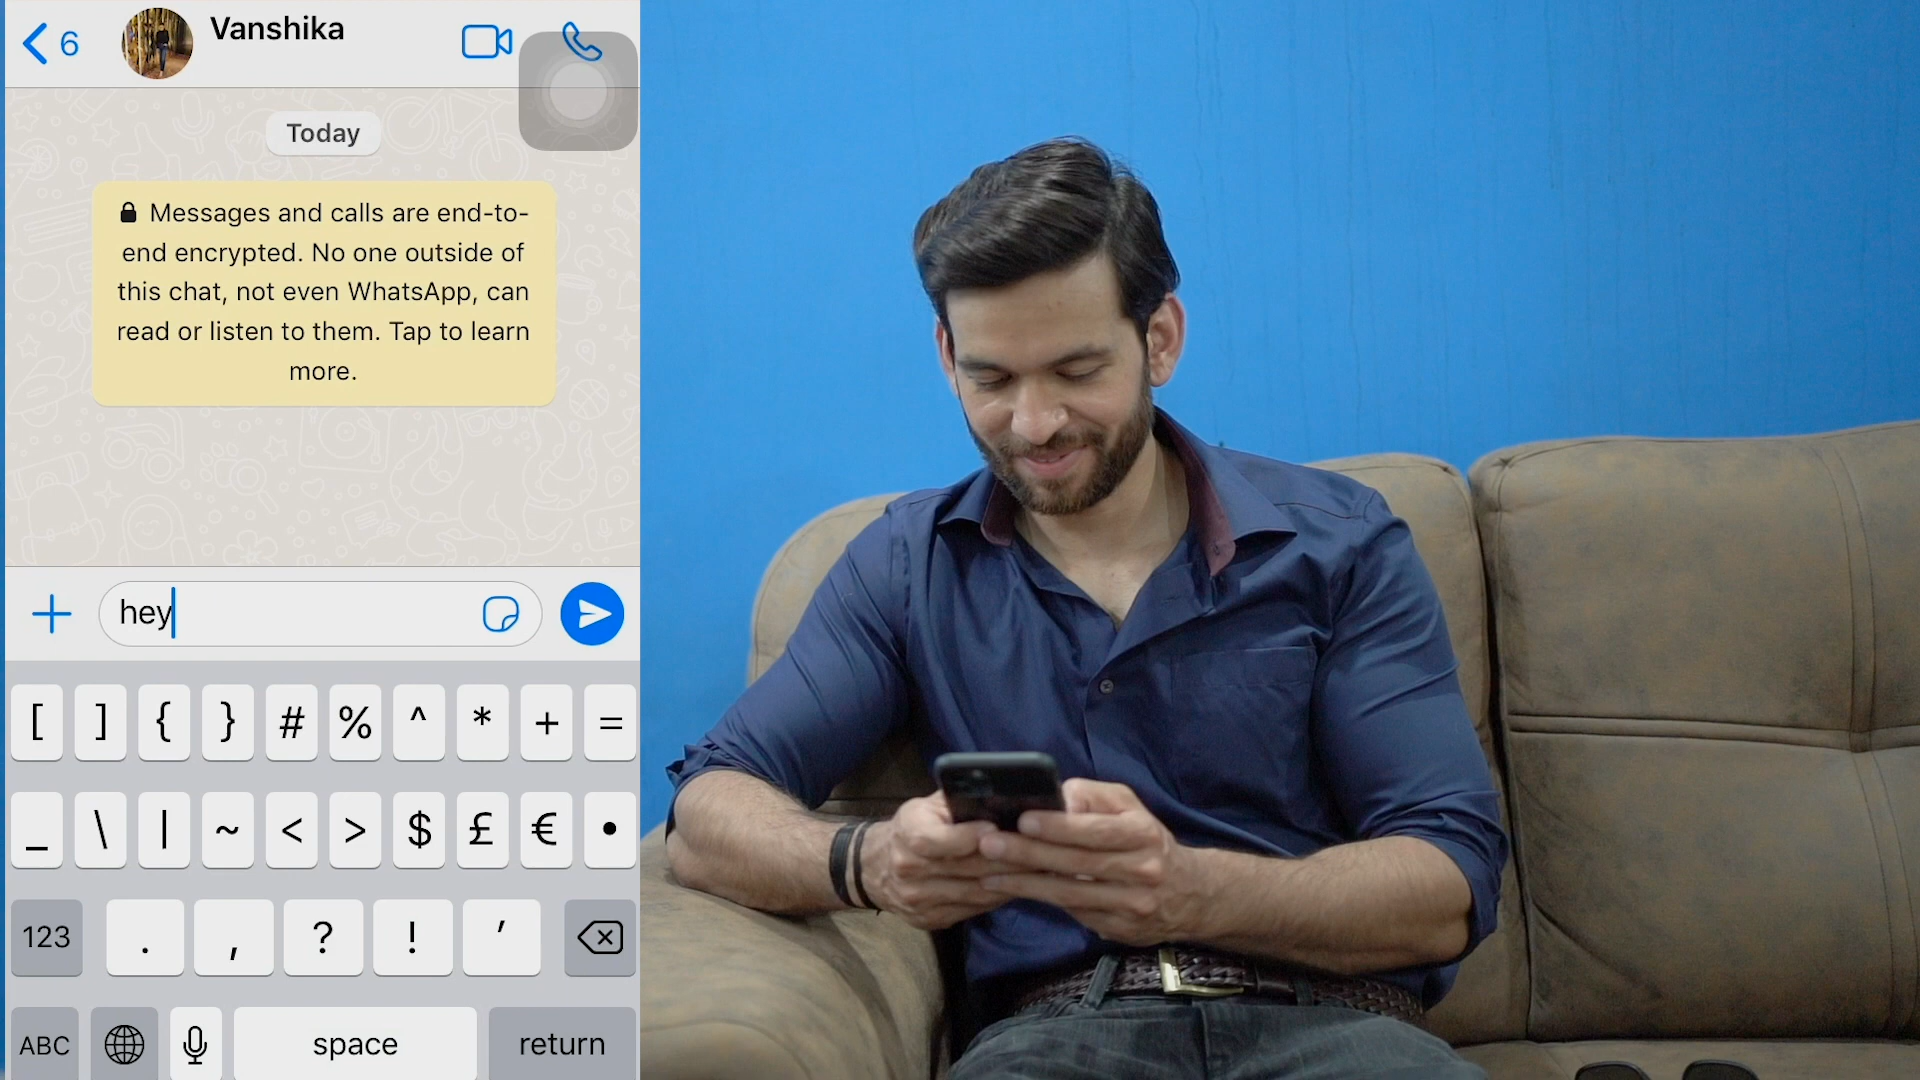 6 Vanshika
Today
Messages and calls are end-to-
end encrypted. No one outside of
this chat, not even WhatsApp, can
read or listen to them. Tap to learn
more.
hey
[ ] { } # % ^ * + =
_ \ | ~ < > $ £ € •
123 . , ? ! ’
ABC space return